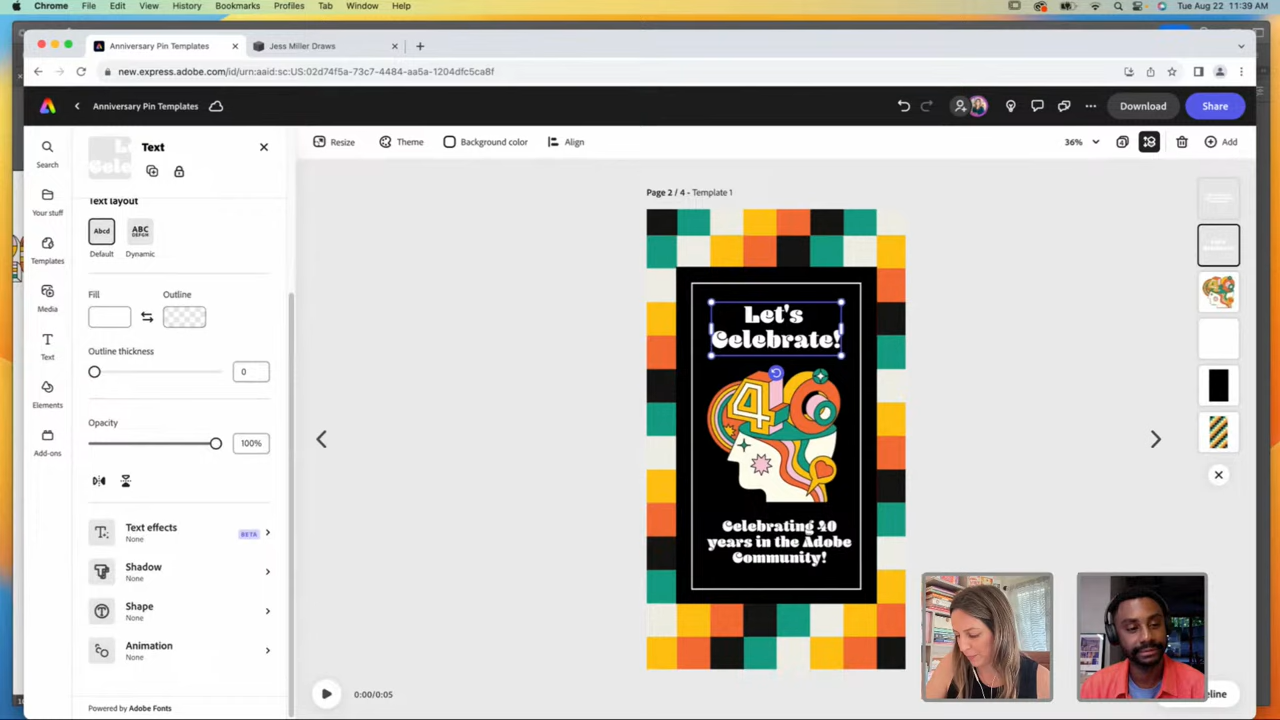 Chrome File Edit View History Bookmarks Profiles Tab Window Help
Tue Aug 22 11:39 AM
Anniversary Pin Templates
Jess Miller Draws
new.express.adobe.com/id/urn:aaid:sc:US:02d74f5a-73c7-4484-aa5a-1204dfc5ca8f
Anniversary Pin Templates
Download
Share
Search
Your stuff
Templates
Media
Text
Elements
Add-ons
Text
Text layout
Abcd
ABC
DEFGH
Default
Dynamic
Fill
Outline
Outline thickness
0
Opacity
100%
Text effects
None
BETA
Shadow
None
Shape
None
Animation
None
Powered by Adobe Fonts
Resize
Theme
Background color
Align
36%
Add
Page 2 / 4 - Template 1
Let's
Celebrate!
40
Celebrating 40
years in the Adobe
Community!
0:00/0:05